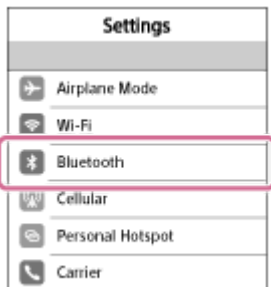 Settings
Airplane Mode
Wi-Fi
Bluetooth
Cellular
Personal Hotspot
Carrier